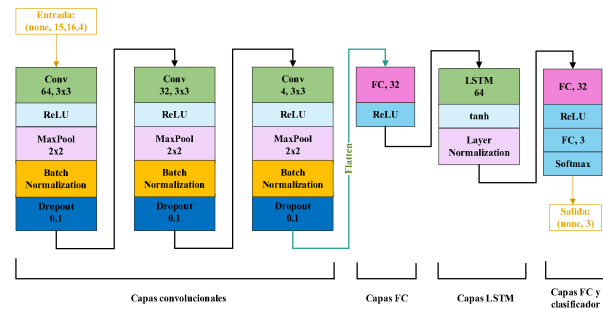 Entrada:
(none, 15,16,4)
Conv
64, 3x3
ReLU
MaxPool
2x2
Batch
Normalization
Dropout
0.1
Conv
32, 3x3
ReLU
MaxPool
2x2
Batch
Normalization
Dropout
0.1
Conv
4, 3x3
ReLU
MaxPool
2x2
Batch
Normalization
Dropout
0.1
Flatten
FC, 32
ReLU
LSTM
64
tanh
Layer
Normalization
FC, 32
ReLU
FC, 3
Softmax
Salida:
(none, 3)
Capas convolucionales
Capas FC
Capas LSTM
Capas FC y
clasificador